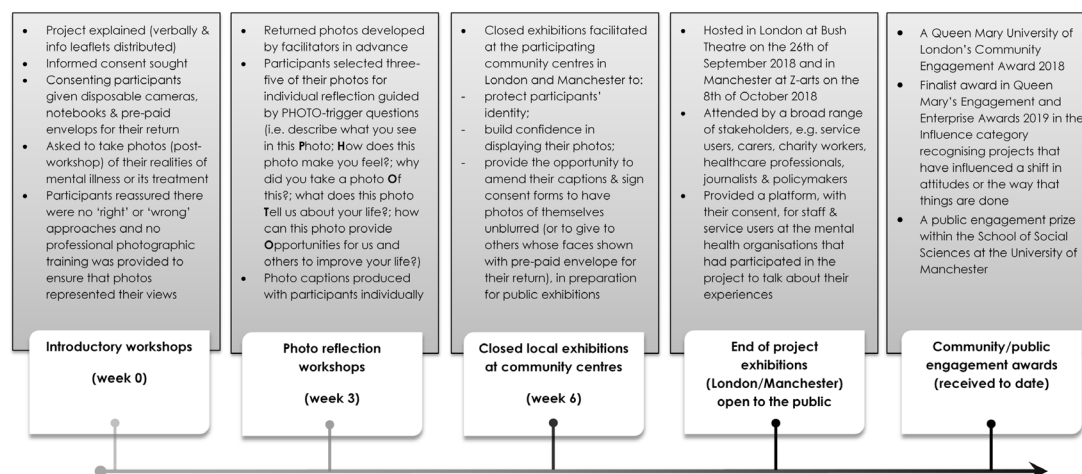 • Project explained (verbally &
info leaflets distributed)
• Informed consent sought
• Consenting participants
given disposable cameras,
notebooks & pre-paid
envelops for their return
• Asked to take photos (post-
workshop) of their realities of
mental illness or its treatment
• Participants reassured there
were no ‘right’ or ‘wrong’
approaches and no
professional photographic
training was provided to
ensure that photos
represented their views
Introductory workshops
(week 0)
• Returned photos developed
by facilitators in advance
• Participants selected three-
five of their photos for
individual reflection guided
by PHOTO-trigger questions
(i.e. describe what you see
in this Photo; How does this
photo make you feel?; why
did you take a photo Of
this?; what does this photo
Tell us about your life?; how
can this photo provide
Opportunities for us and
others to improve your life?)
• Photo captions produced
with participants individually
Photo reflection
workshops
(week 3)
• Closed exhibitions facilitated
at the participating
community centres in
London and Manchester to:
- protect participants’
identity;
- build confidence in
displaying their photos;
- provide the opportunity to
amend their captions & sign
consent forms to have
photos of themselves
unblurred (or to give to
others whose faces shown
with pre-paid envelope for
their return), in preparation
for public exhibitions
Closed local exhibitions
at community centres
(week 6)
• Hosted in London at Bush
Theatre on the 26th of
September 2018 and in
Manchester at Z-arts on the
8th of October 2018
• Attended by a broad range
of stakeholders, e.g. service
users, carers, charity workers,
healthcare professionals,
journalists & policymakers
• Provided a platform, with
their consent, for staff &
service users at the mental
health organisations that
had participated in the
project to talk about their
experiences
End of project
exhibitions
(London/Manchester)
open to the public
• A Queen Mary University of
London’s Community
Engagement Award 2018
• Finalist award in Queen
Mary’s Engagement and
Enterprise Awards 2019 in the
Influence category
recognising projects that
have influenced a shift in
attitudes or the way that
things are done
• A public engagement prize
within the School of Social
Sciences at the University of
Manchester
Community/public
engagement awards
(received to date)